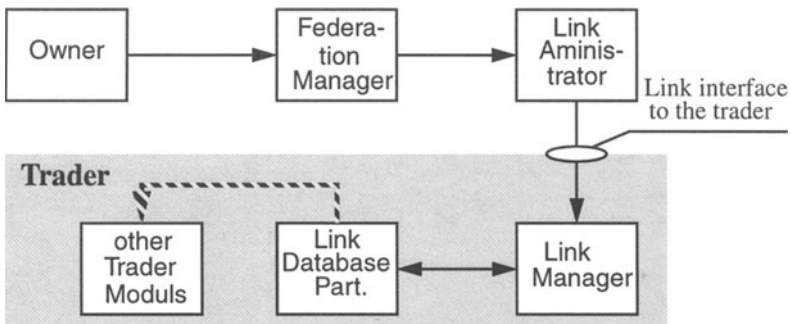 Owner
Federa-
tion
Manager
Link
Aminis-
trator
Link interface
to the trader
Trader
other
Trader
Moduls
Link
Database
Part.
Link
Manager